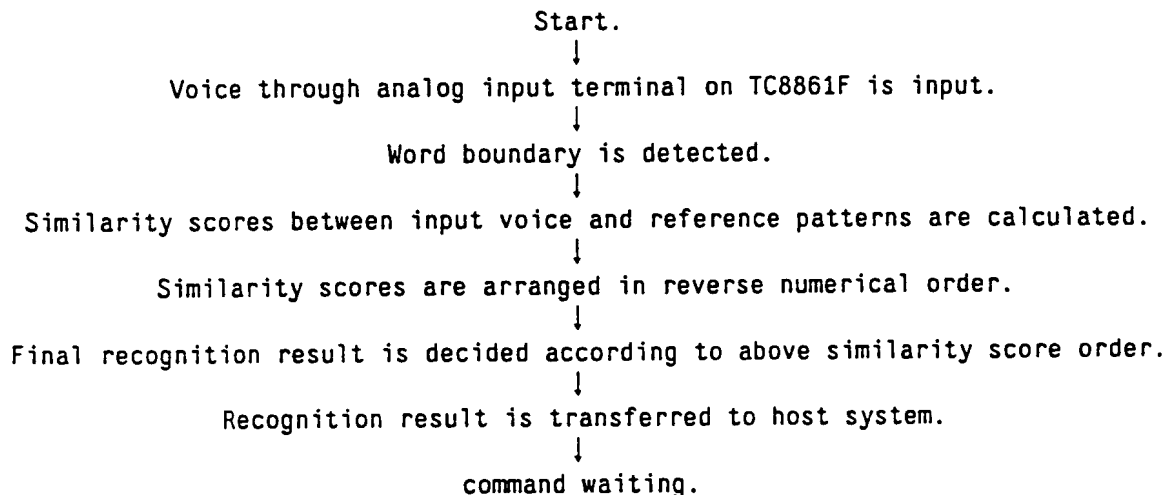 Start.
Voice through analog input terminal on TC8861F is input.
Word boundary is detected.
Similarity scores between input voice and reference patterns are calculated.
Similarity scores are arranged in reverse numerical order.
Final recognition result is decided according to above similarity score order.
Recognition result is transferred to host system.
command waiting.